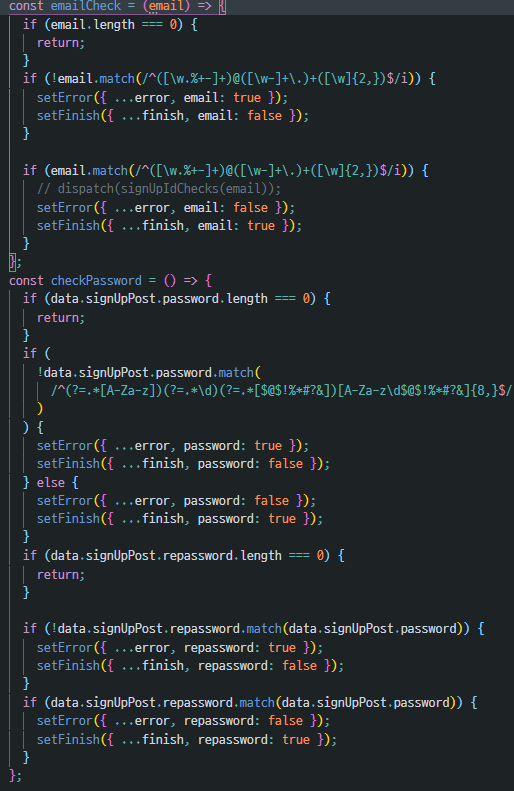 const emailCheck = (email) => {
  if (email.length === 0) {
    return;
  }
  if (!email.match(/^([\w.%+-]+)@([\w-]+\.)+([\w]{2,})$/i)) {
    setError({ ...error, email: true });
    setFinish({ ...finish, email: false });
  }

  if (email.match(/^([\w.%+-]+)@([\w-]+\.)+([\w]{2,})$/i)) {
    // dispatch(signUpIdChecks(email));
    setError({ ...error, email: false });
    setFinish({ ...finish, email: true });
  }
};
const checkPassword = () => {
  if (data.signUpPost.password.length === 0) {
    return;
  }
  if (
    !data.signUpPost.password.match(
      /^(?=.*[A-Za-z])(?=.*\d)(?=.*[$@$!%*#?&])[A-Za-z\d$@$!%*#?&]{8,}$/
    )
  ) {
    setError({ ...error, password: true });
    setFinish({ ...finish, password: false });
  } else {
    setError({ ...error, password: false });
    setFinish({ ...finish, password: true });
  }
  if (data.signUpPost.repassword.length === 0) {
    return;
  }

  if (!data.signUpPost.repassword.match(data.signUpPost.password)) {
    setError({ ...error, repassword: true });
    setFinish({ ...finish, repassword: false });
  }
  if (data.signUpPost.repassword.match(data.signUpPost.password)) {
    setError({ ...error, repassword: false });
    setFinish({ ...finish, repassword: true });
  }
};